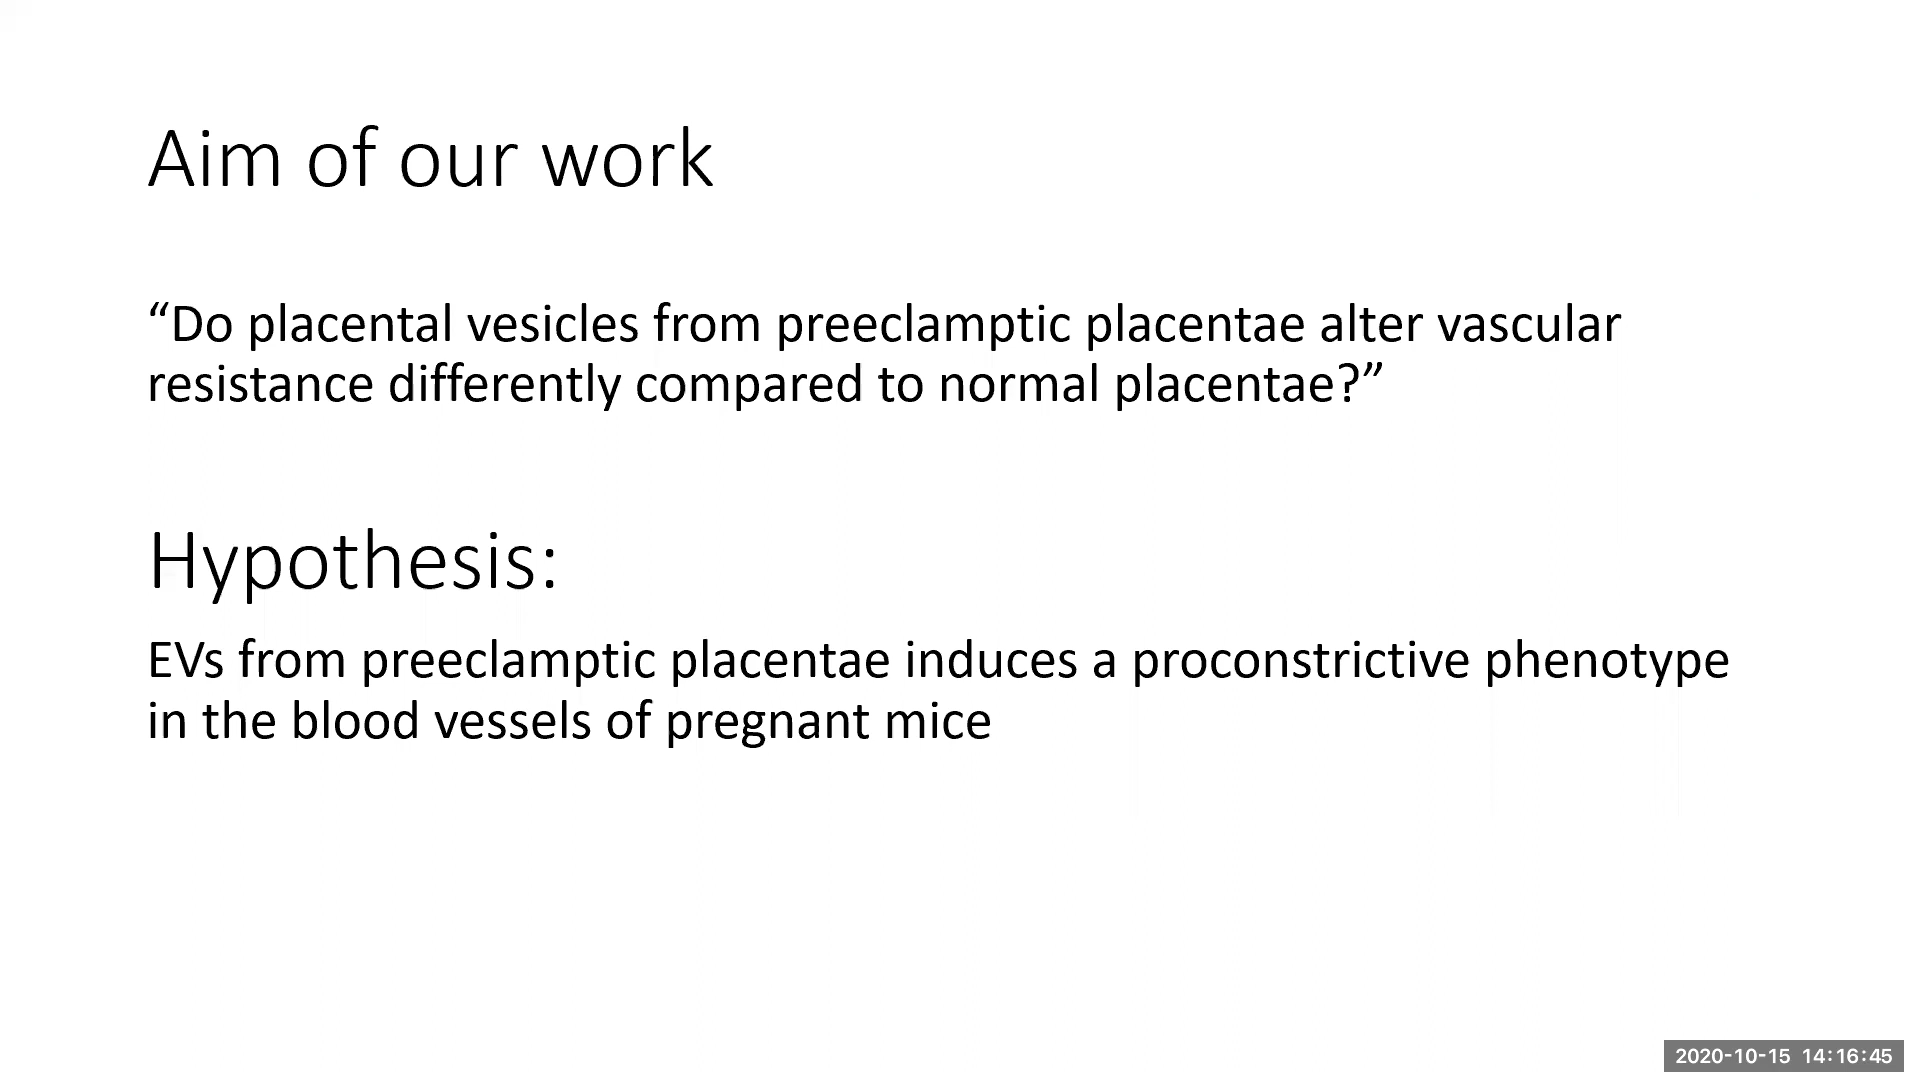 Aim of our work
“Do placental vesicles from preeclamptic placentae alter vascular
resistance differently compared to normal placentae?”
Hypothesis:
EVs from preeclamptic placentae induces a proconstrictive phenotype
in the blood vessels of pregnant mice
2020-10-15 14:16:45